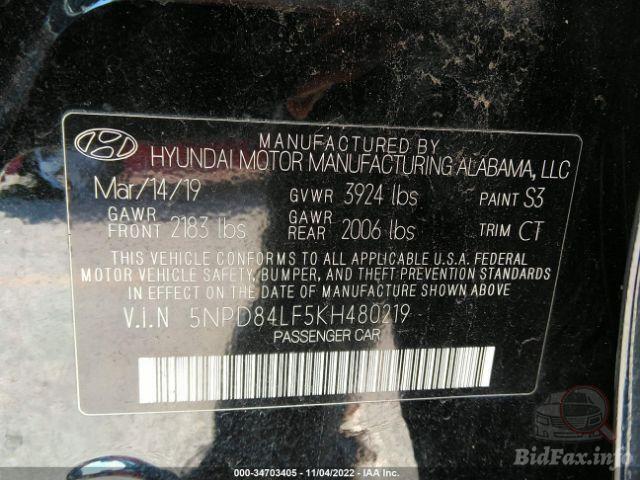 MANUFACTURED BY
HYUNDAI MOTOR MANUFACTURING ALABAMA, LLC
Mar/14/19 GVWR 3924 lbs PAINT S3
GAWR FRONT 2183 lbs GAWR REAR 2006 lbs TRIM CT
THIS VEHICLE CONFORMS TO ALL APPLICABLE U.S.A. FEDERAL
MOTOR VEHICLE SAFETY, BUMPER, AND THEFT PREVENTION STANDARDS
IN EFFECT ON THE DATE OF MANUFACTURE SHOWN ABOVE.
V.I.N 5NPD84LF5KH480219
PASSENGER CAR
BidFax.info
000-34703405 - 11/04/2022 - IAA Inc.